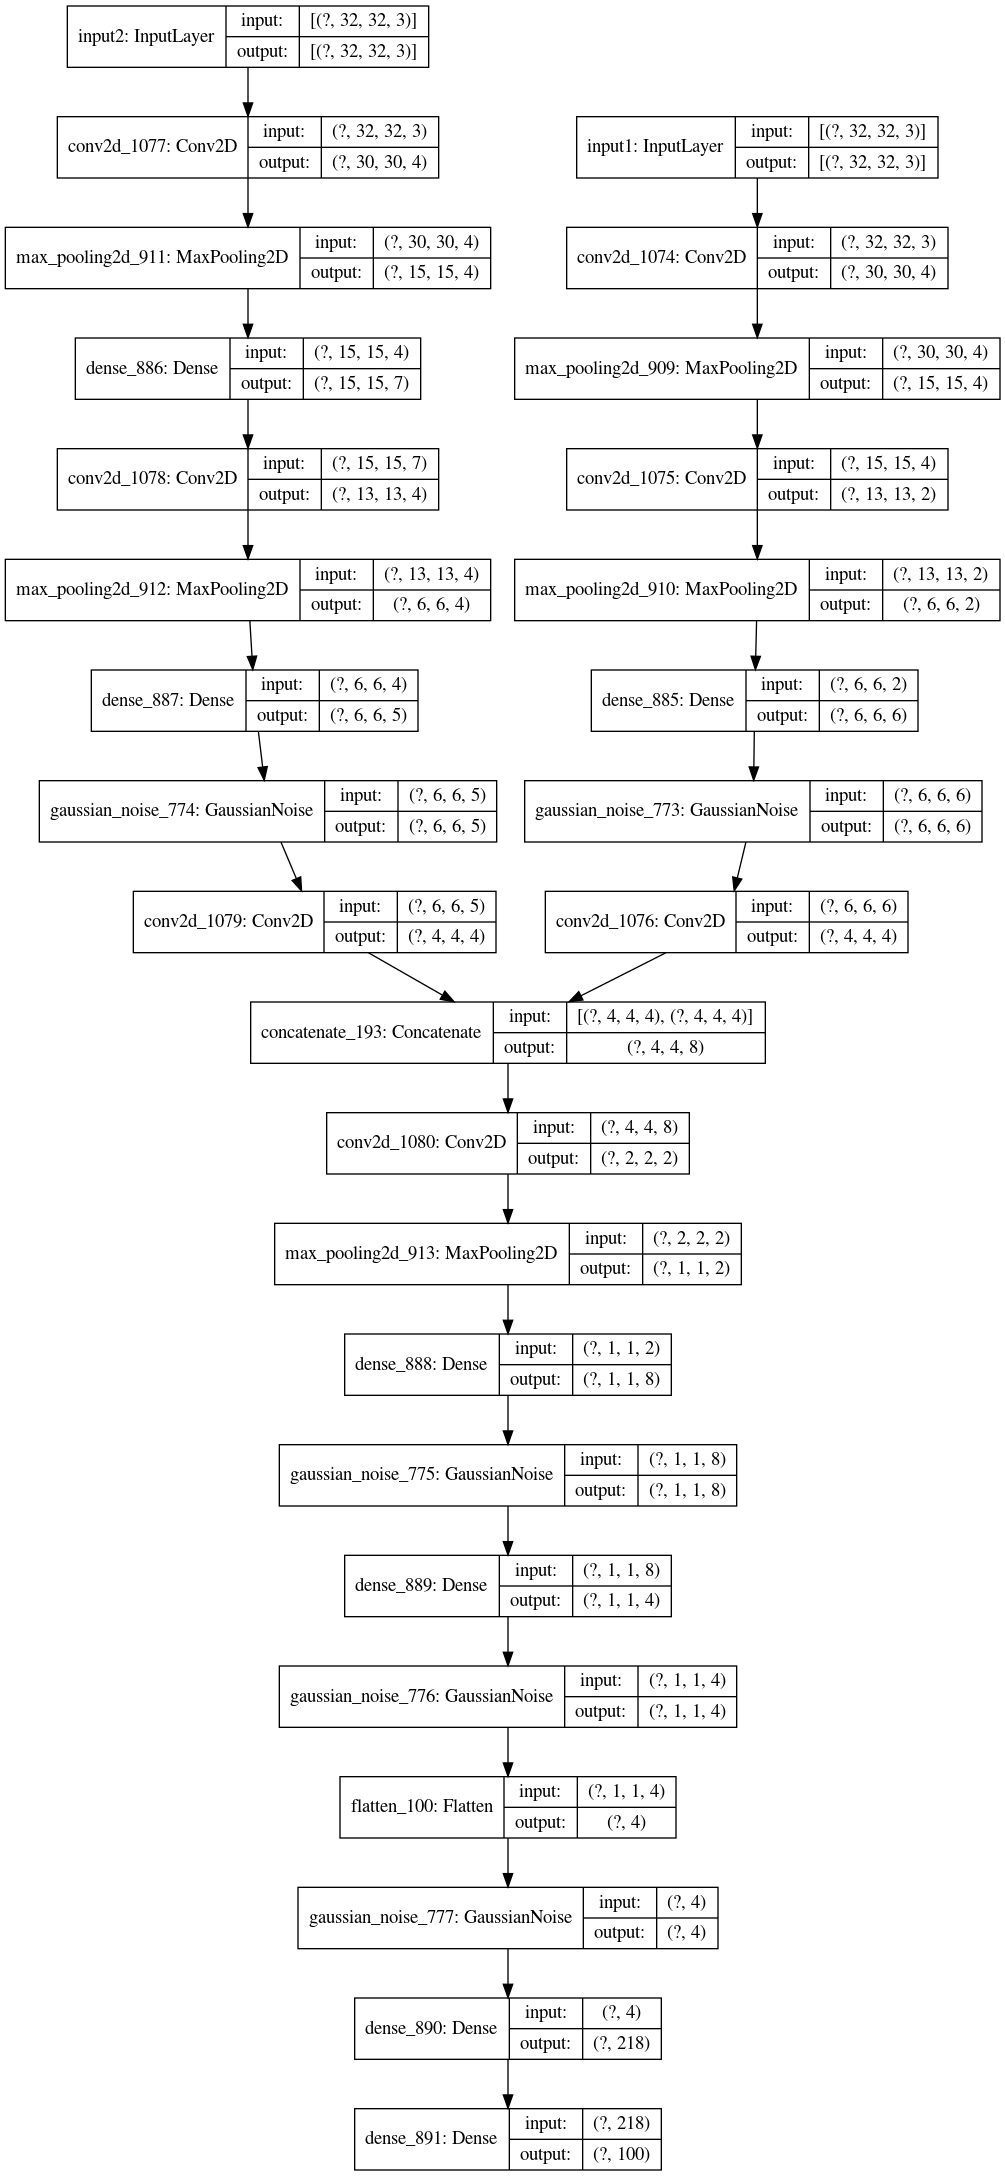 input2: InputLayer
input:
[(?, 32, 32, 3)]
output:
[(?, 32, 32, 3)]
conv2d_1077: Conv2D
input:
(?, 32, 32, 3)
output:
(?, 30, 30, 4)
max_pooling2d_911: MaxPooling2D
input:
(?, 30, 30, 4)
output:
(?, 15, 15, 4)
dense_886: Dense
input:
(?, 15, 15, 4)
output:
(?, 15, 15, 7)
conv2d_1078: Conv2D
input:
(?, 15, 15, 7)
output:
(?, 13, 13, 4)
max_pooling2d_912: MaxPooling2D
input:
(?, 13, 13, 4)
output:
(?, 6, 6, 4)
dense_887: Dense
input:
(?, 6, 6, 4)
output:
(?, 6, 6, 5)
gaussian_noise_774: GaussianNoise
input:
(?, 6, 6, 5)
output:
(?, 6, 6, 5)
conv2d_1079: Conv2D
input:
(?, 6, 6, 5)
output:
(?, 4, 4, 4)
input1: InputLayer
input:
[(?, 32, 32, 3)]
output:
[(?, 32, 32, 3)]
conv2d_1074: Conv2D
input:
(?, 32, 32, 3)
output:
(?, 30, 30, 4)
max_pooling2d_909: MaxPooling2D
input:
(?, 30, 30, 4)
output:
(?, 15, 15, 4)
conv2d_1075: Conv2D
input:
(?, 15, 15, 4)
output:
(?, 13, 13, 2)
max_pooling2d_910: MaxPooling2D
input:
(?, 13, 13, 2)
output:
(?, 6, 6, 2)
dense_885: Dense
input:
(?, 6, 6, 2)
output:
(?, 6, 6, 6)
gaussian_noise_773: GaussianNoise
input:
(?, 6, 6, 6)
output:
(?, 6, 6, 6)
conv2d_1076: Conv2D
input:
(?, 6, 6, 6)
output:
(?, 4, 4, 4)
concatenate_193: Concatenate
input:
[(?, 4, 4, 4), (?, 4, 4, 4)]
output:
(?, 4, 4, 8)
conv2d_1080: Conv2D
input:
(?, 4, 4, 8)
output:
(?, 2, 2, 2)
max_pooling2d_913: MaxPooling2D
input:
(?, 2, 2, 2)
output:
(?, 1, 1, 2)
dense_888: Dense
input:
(?, 1, 1, 2)
output:
(?, 1, 1, 8)
gaussian_noise_775: GaussianNoise
input:
(?, 1, 1, 8)
output:
(?, 1, 1, 8)
dense_889: Dense
input:
(?, 1, 1, 8)
output:
(?, 1, 1, 4)
gaussian_noise_776: GaussianNoise
input:
(?, 1, 1, 4)
output:
(?, 1, 1, 4)
flatten_100: Flatten
input:
(?, 1, 1, 4)
output:
(?, 4)
gaussian_noise_777: GaussianNoise
input:
(?, 4)
output:
(?, 4)
dense_890: Dense
input:
(?, 4)
output:
(?, 218)
dense_891: Dense
input:
(?, 218)
output:
(?, 100)